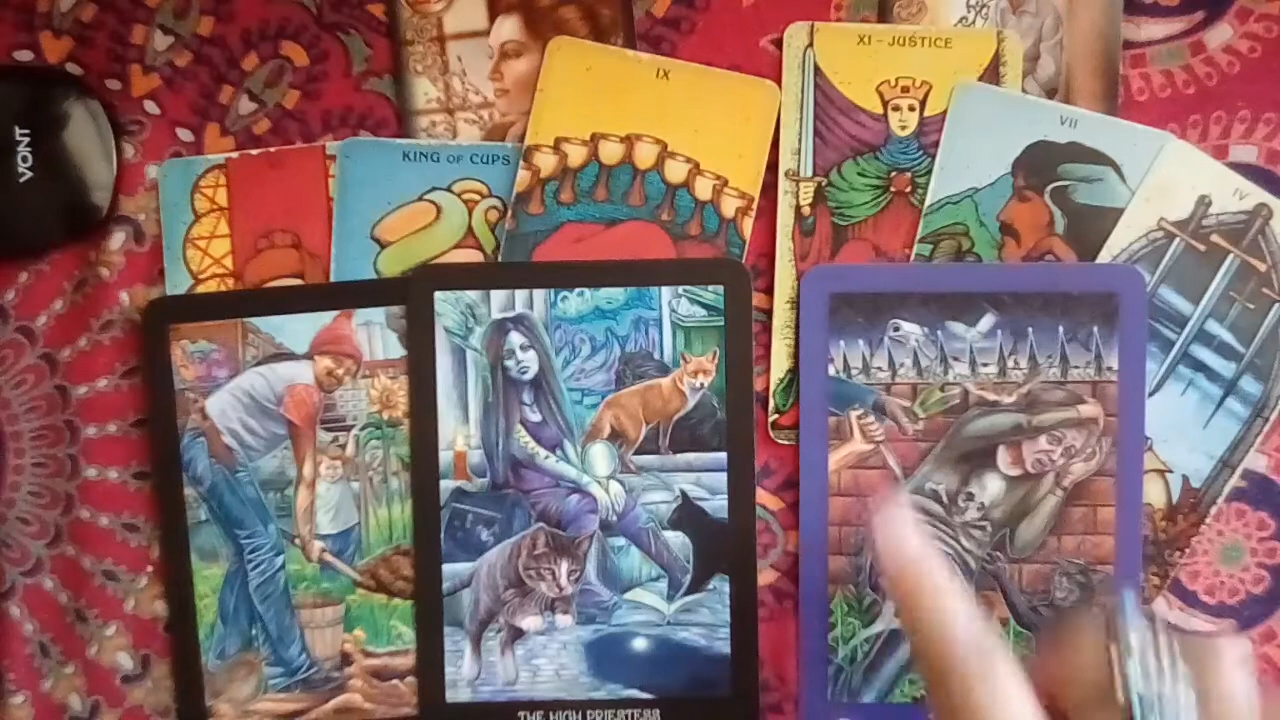 VONT
KING OF CUPS
IX
XI – JUSTICE
VII
IV
THE HIGH PRIESTESS